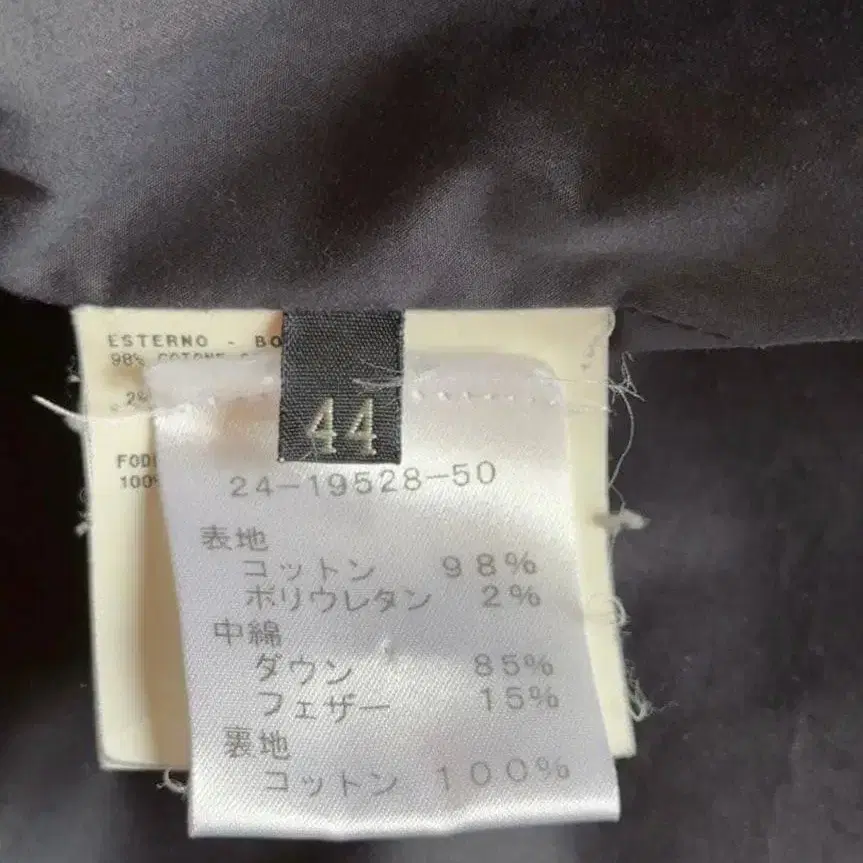 ESTERNO - BO
98% COTONE
2%
FOD
100%
44
24-19528-50
表地
コットン 98%
ポリウレタン 2%
中綿
ダウン 85%
フェザー 15%
裏地
コットン 100%